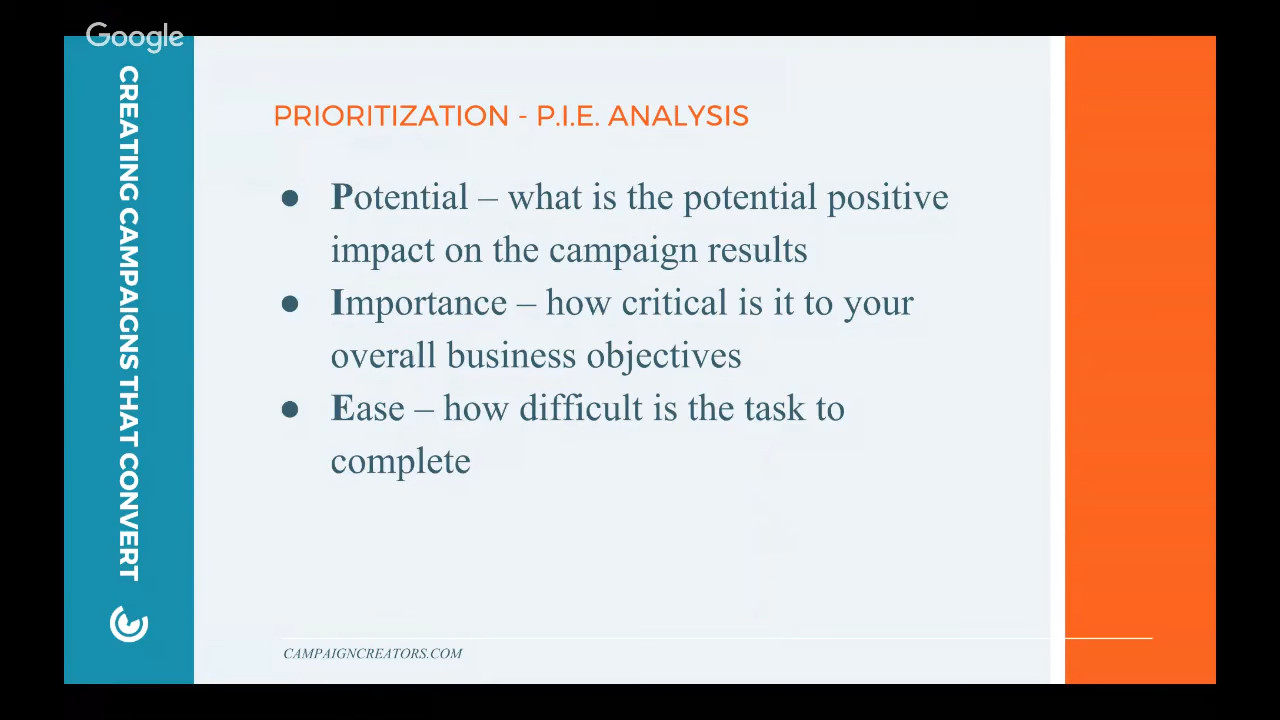 Google
CREATING CAMPAIGNS THAT CONVERT
PRIORITIZATION - P.I.E. ANALYSIS
● Potential – what is the potential positive
impact on the campaign results
● Importance – how critical is it to your
overall business objectives
● Ease – how difficult is the task to
complete
CAMPAIGNCREATORS.COM